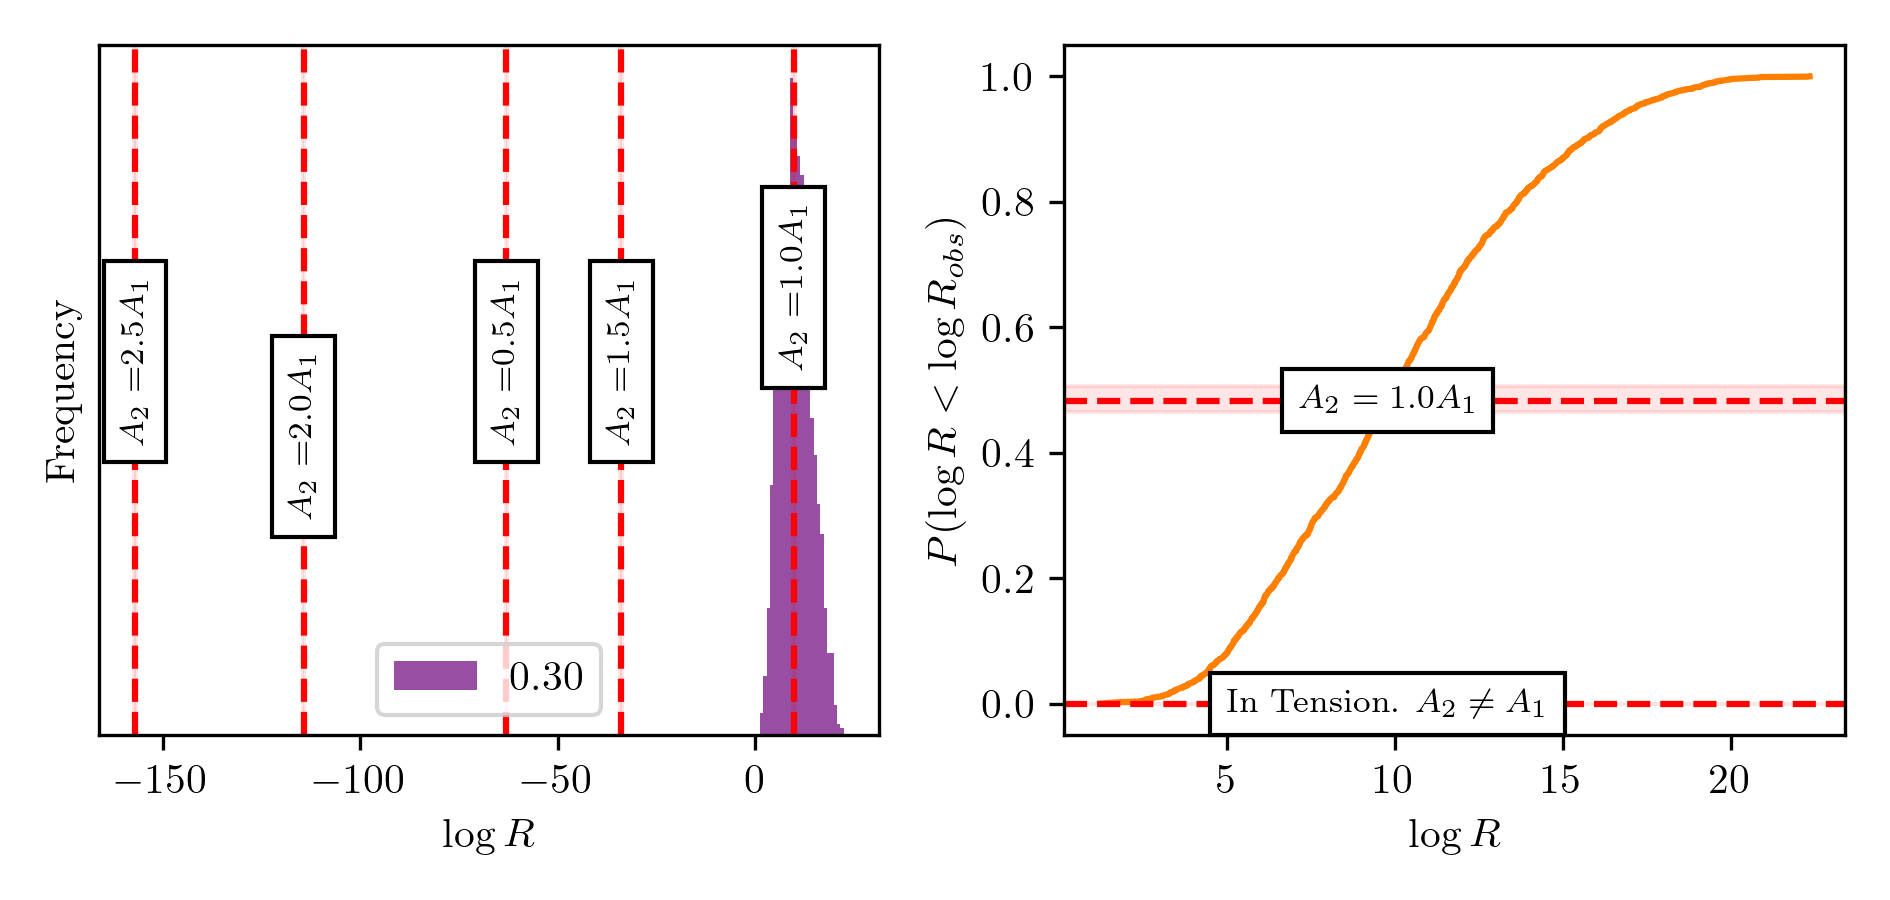 Frequency
A₂ =2.5A₁
A₂ =2.0A₁
A₂ =0.5A₁
A₂ =1.5A₁
A₂ =1.0A₁
0.30
−150 −100 −50 0
log R
P(log R < log R_obs)
1.0
0.8
0.6
0.4
0.2
0.0
A₂ = 1.0A₁
In Tension. A₂ ≠ A₁
5 10 15 20
log R